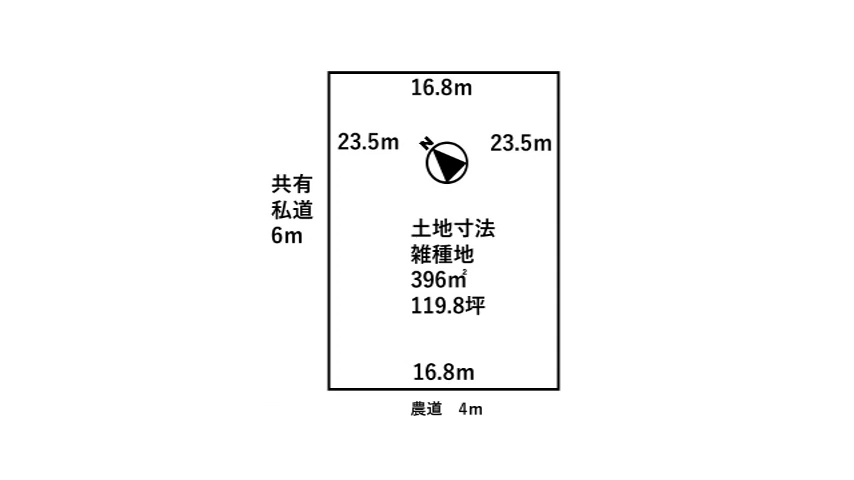 16.8m
23.5m
N
23.5m
共有
私道
6m
土地寸法
雑種地
396㎡
119.8坪
16.8m
農道　4m